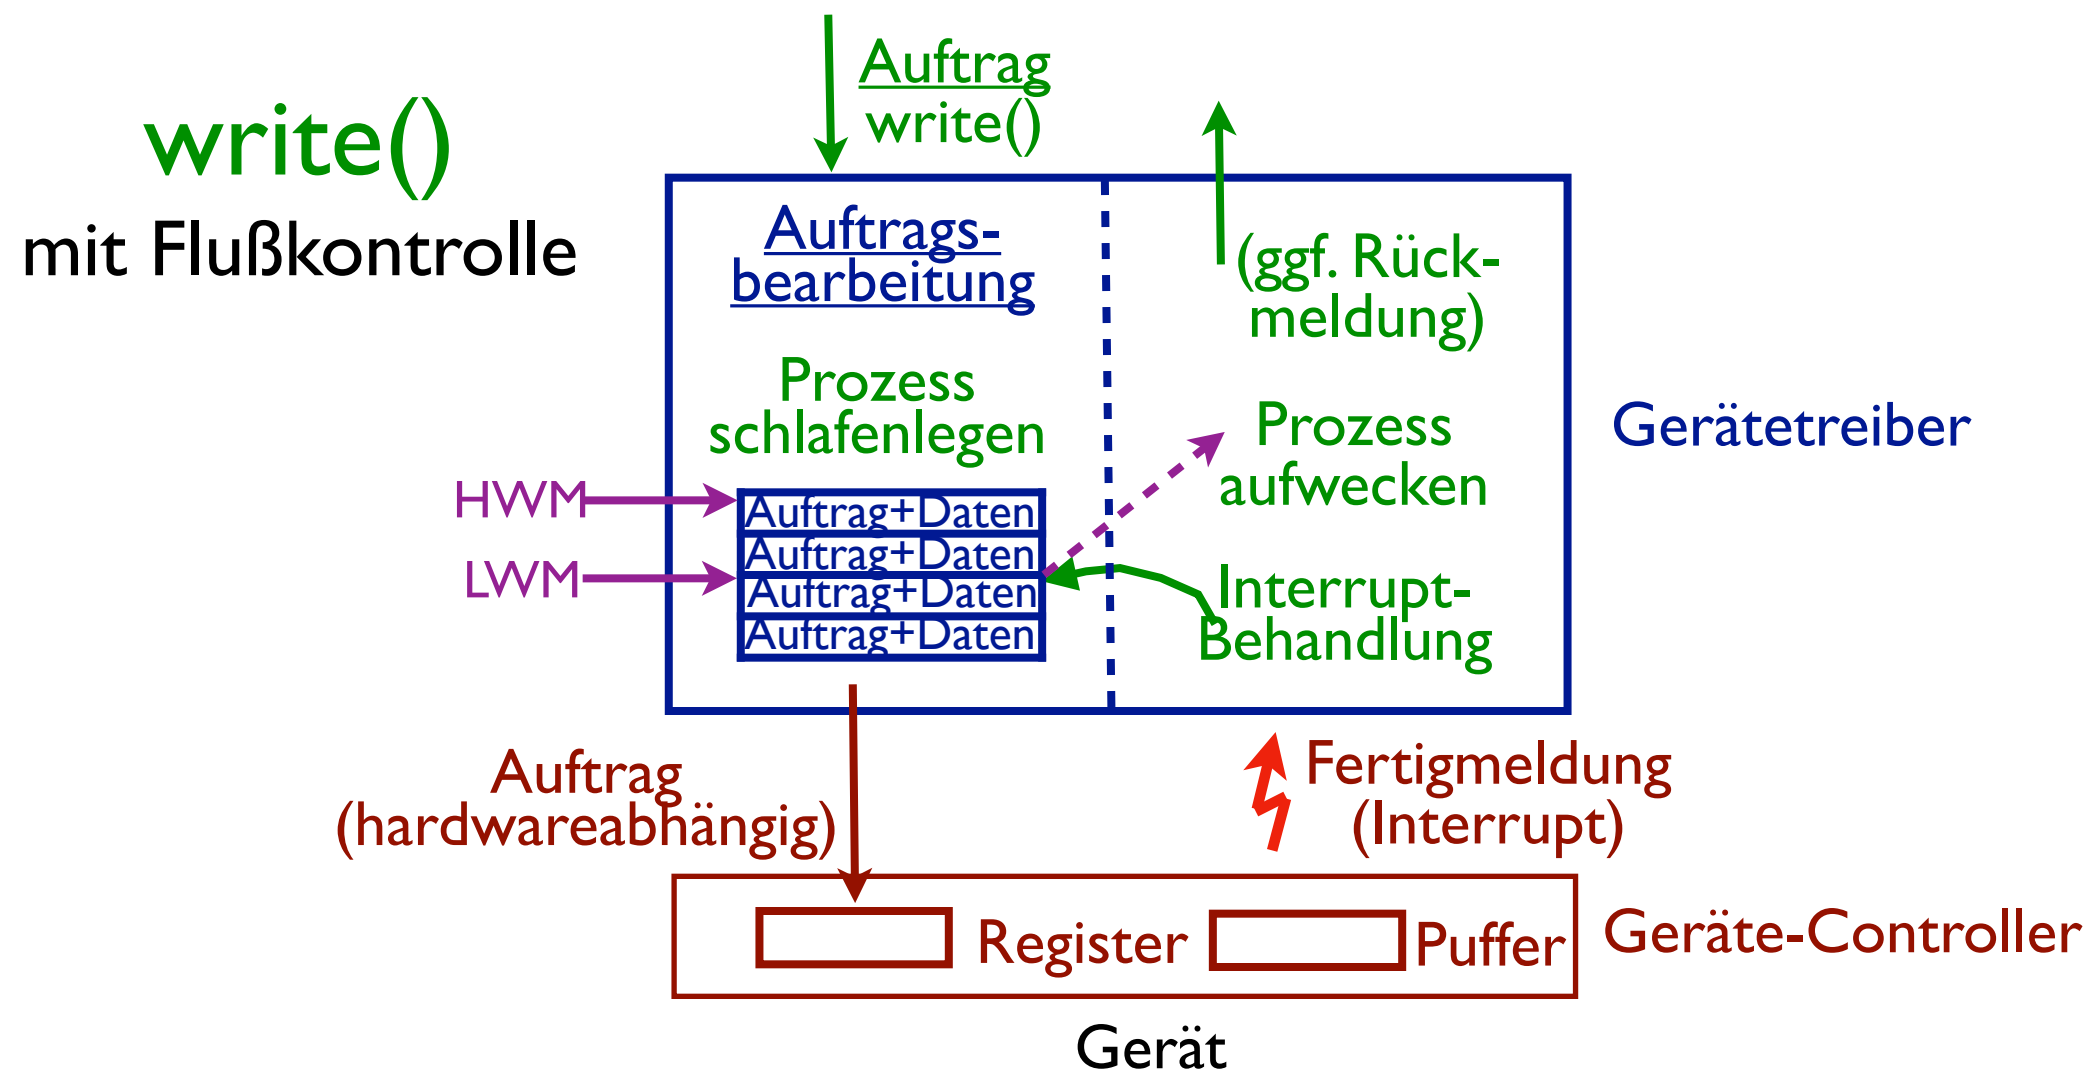 write()
mit Flußkontrolle
Auftrag
write()
Auftrags-
bearbeitung
(ggf. Rück-
meldung)
Prozess
schlafenlegen
Prozess
aufwecken
Gerätetreiber
HWM
LWM
Auftrag+Daten
Auftrag+Daten
Auftrag+Daten
Auftrag+Daten
Interrupt-
Behandlung
Auftrag
(hardwareabhängig)
Fertigmeldung
(Interrupt)
Register
Puffer
Geräte-Controller
Gerät